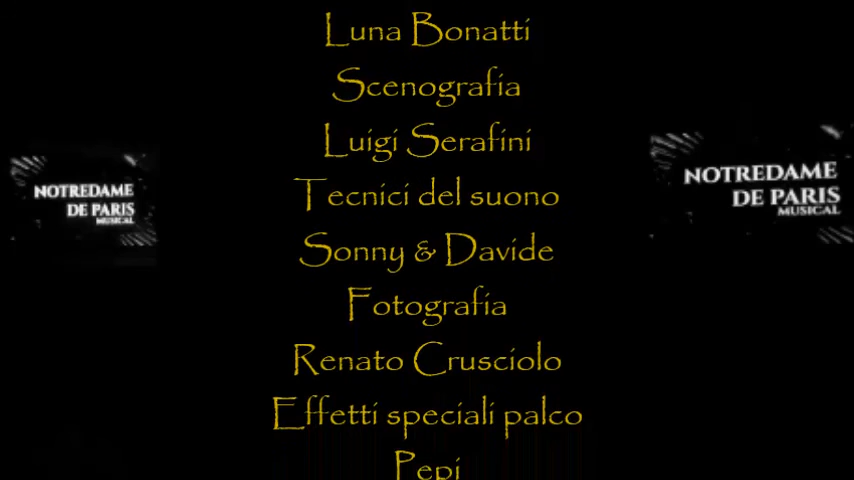 Luna Bonatti
Scenografia
Luigi Serafini
Tecnici del suono
Sonny & Davide
Fotografia
Renato Crusciolo
Effetti speciali palco
Pepi
NOTREDAME
DE PARIS
MUSICAL
NOTREDAME
DE PARIS
MUSICAL